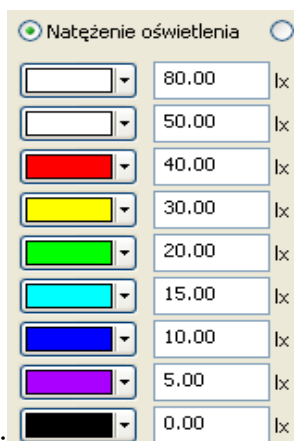 Natężenie oświetlenia
80.00 lx
50.00 lx
40.00 lx
30.00 lx
20.00 lx
15.00 lx
10.00 lx
5.00 lx
. 0.00 lx